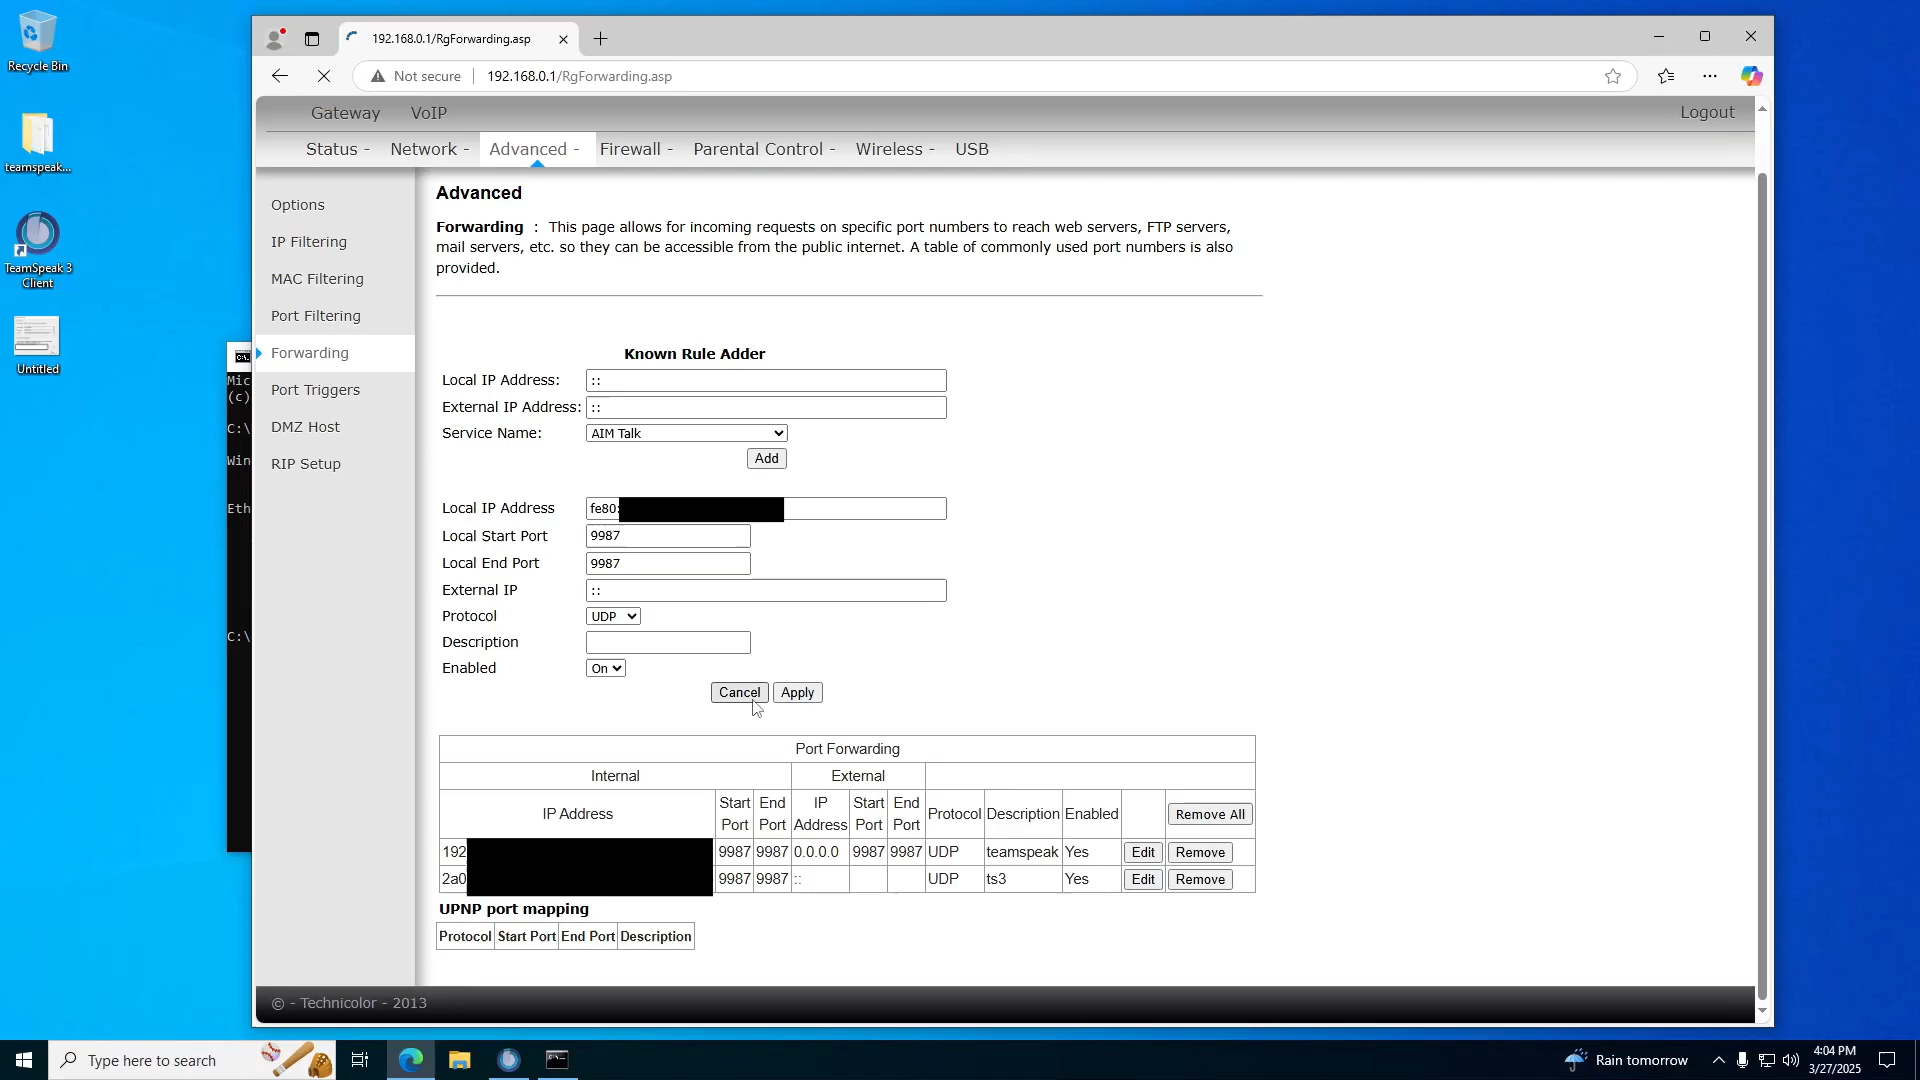 Recycle Bin
teamspeak...
TeamSpeak 3
Client
Untitled
192.168.0.1/RgForwarding.asp
Not secure
192.168.0.1/RgForwarding.asp
Gateway
VoIP
Logout
Status -
Network -
Advanced -
Firewall -
Parental Control -
Wireless -
USB
Options
IP Filtering
MAC Filtering
Port Filtering
Forwarding
Port Triggers
DMZ Host
RIP Setup
Mic
(c)
C:\
Win
Eth
C:\
Advanced
Forwarding : This page allows for incoming requests on specific port numbers to reach web servers, FTP servers,
mail servers, etc. so they can be accessible from the public internet. A table of commonly used port numbers is also
provided.
Known Rule Adder
Local IP Address: ::
External IP Address: ::
Service Name: AIM Talk
Add
Local IP Address fe80:
Local Start Port 9987
Local End Port 9987
External IP ::
Protocol UDP
Description
Enabled On
Cancel Apply
Port Forwarding
Internal External
IP Address Start Port End Port IP Address Start Port End Port Protocol Description Enabled Remove All
192 9987 9987 0.0.0.0 9987 9987 UDP teamspeak Yes Edit Remove
2a0 9987 9987 :: UDP ts3 Yes Edit Remove
UPNP port mapping
Protocol Start Port End Port Description
© - Technicolor - 2013
Type here to search
Rain tomorrow
4:04 PM
3/27/2025